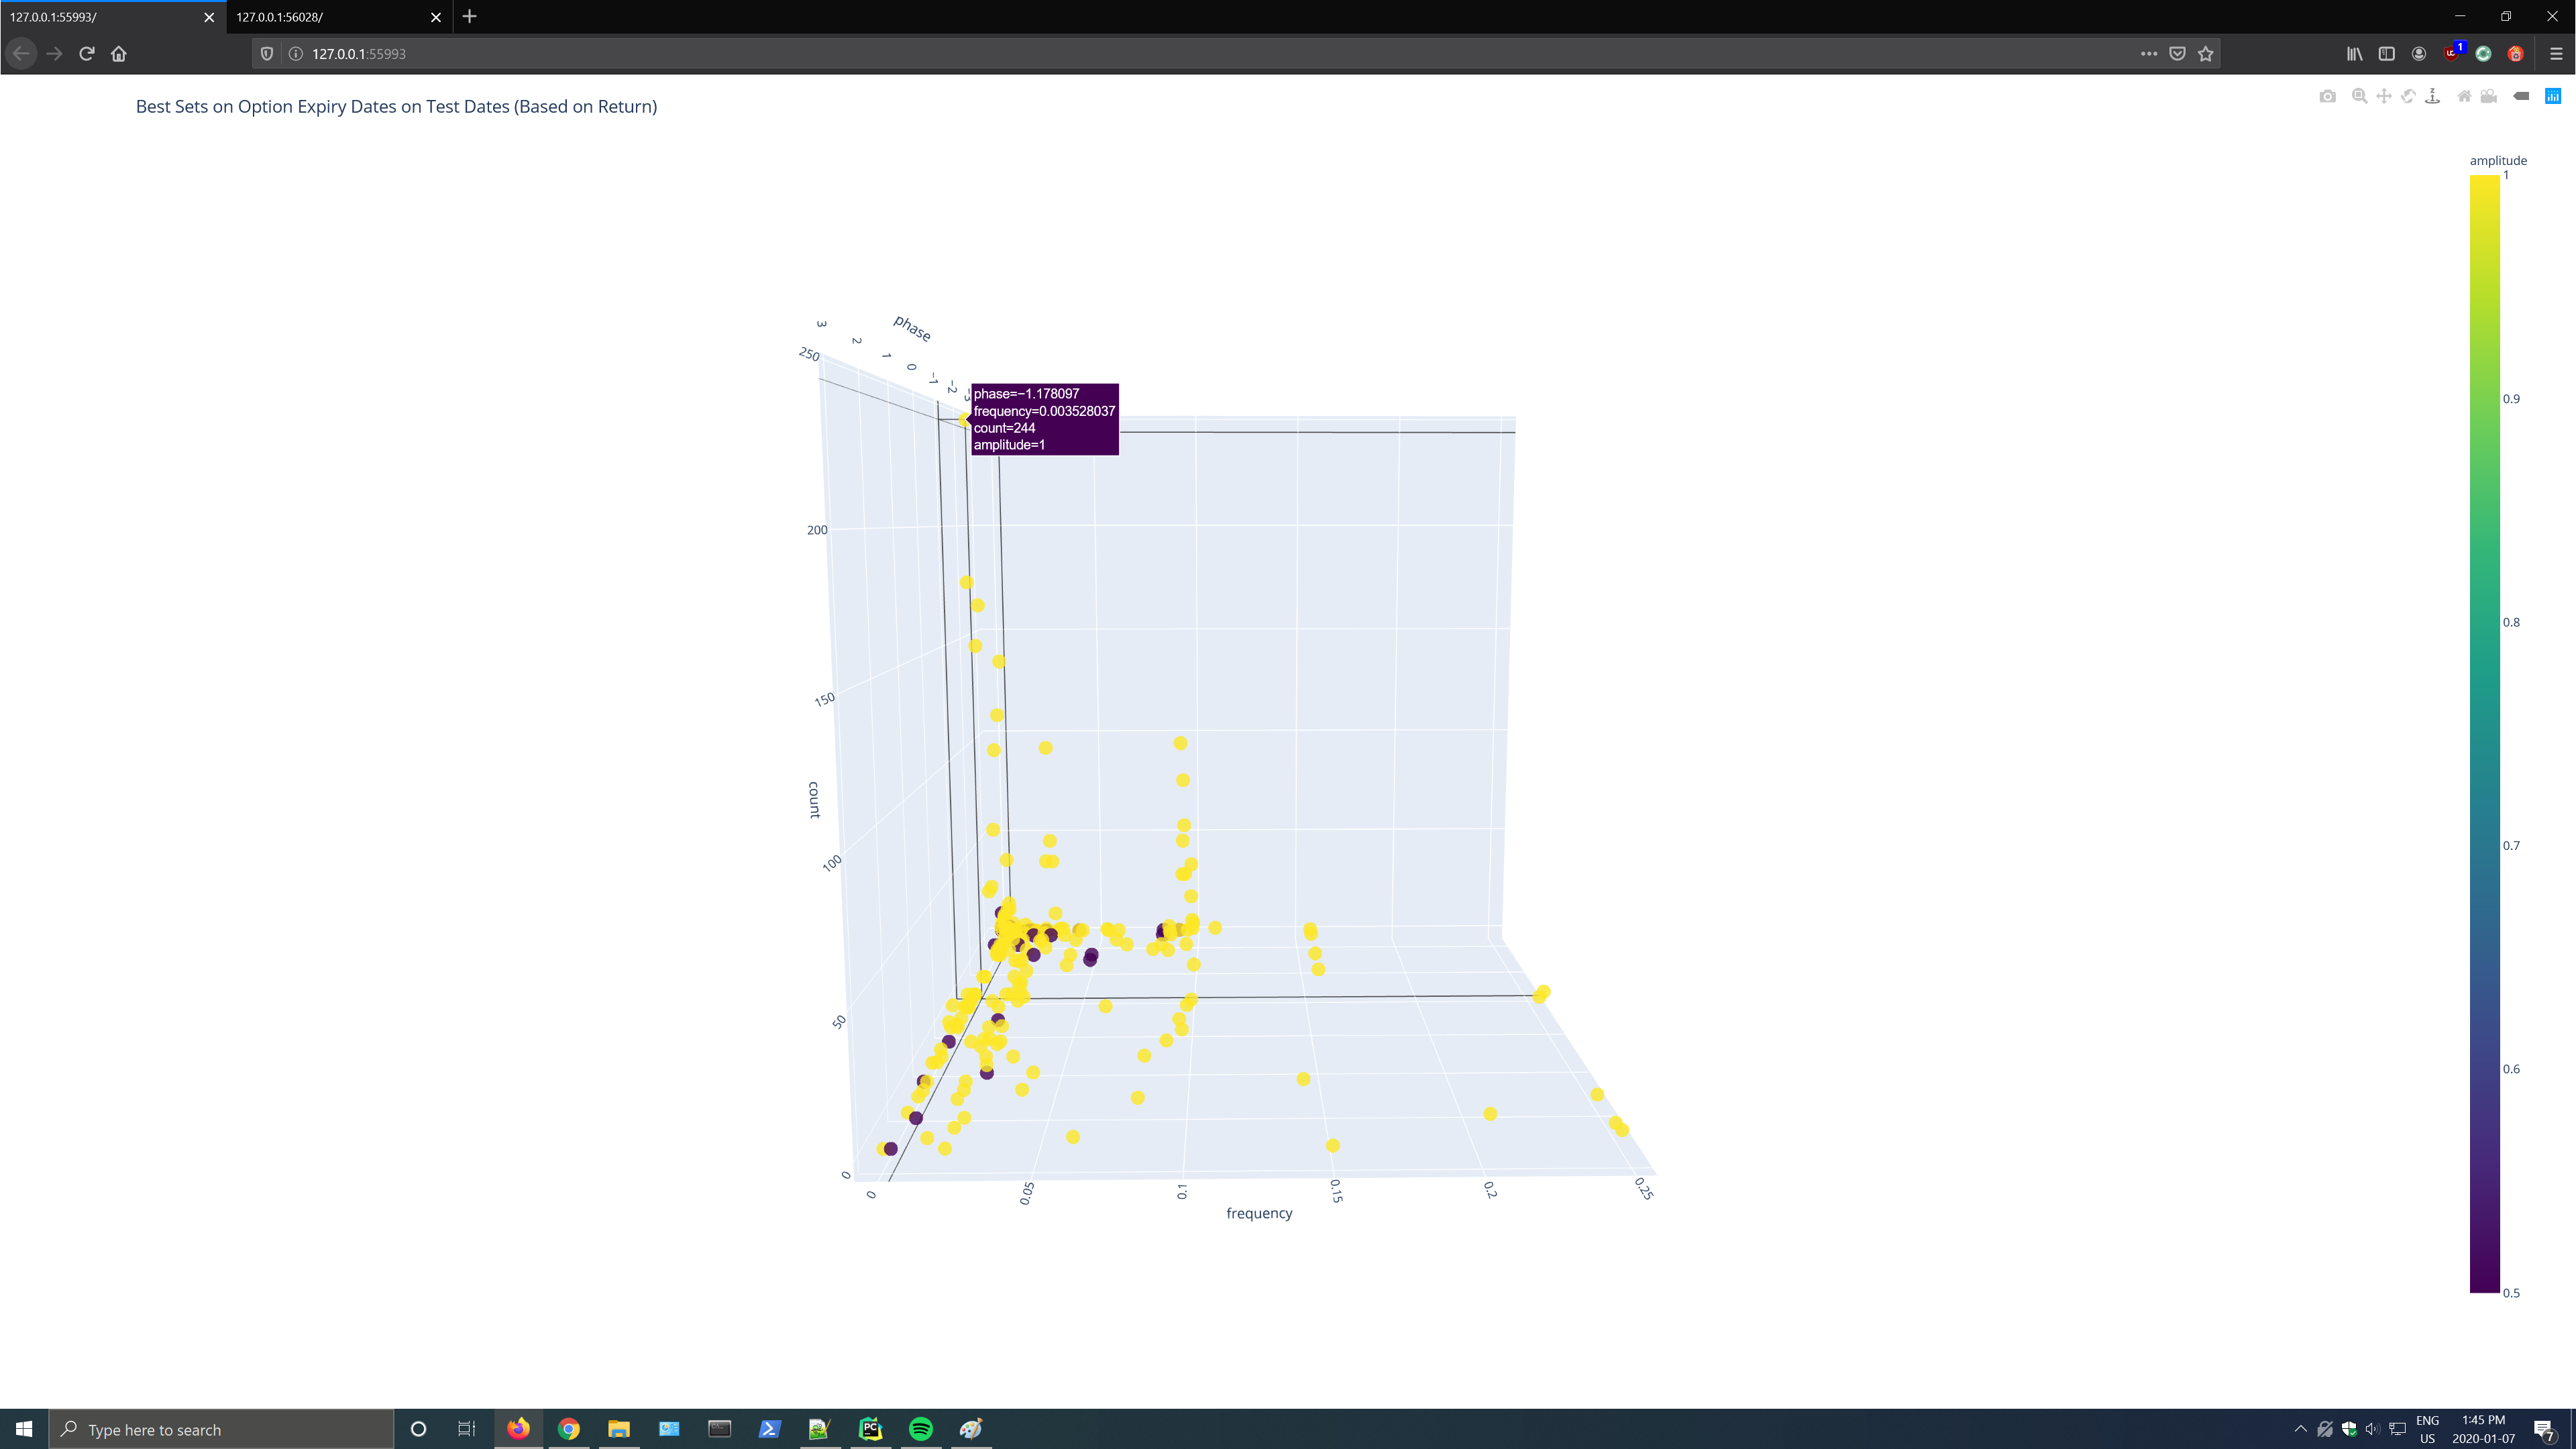 127.0.0.1:55993/
127.0.0.1:56028/
127.0.0.1:55993
1
Best Sets on Option Expiry Dates on Test Dates (Based on Return)
z
amplitude
1
0.9
0.8
0.7
0.6
0.5
phase
3
2
1
0
−1
−2
phase=−1.178097
frequency=0.003528037
count=244
amplitude=1
250
200
150
100
50
0
count
0
0.05
0.1
0.15
0.2
0.25
frequency
Type here to search
PC
ENG
US
1:45 PM
2020-01-07
7